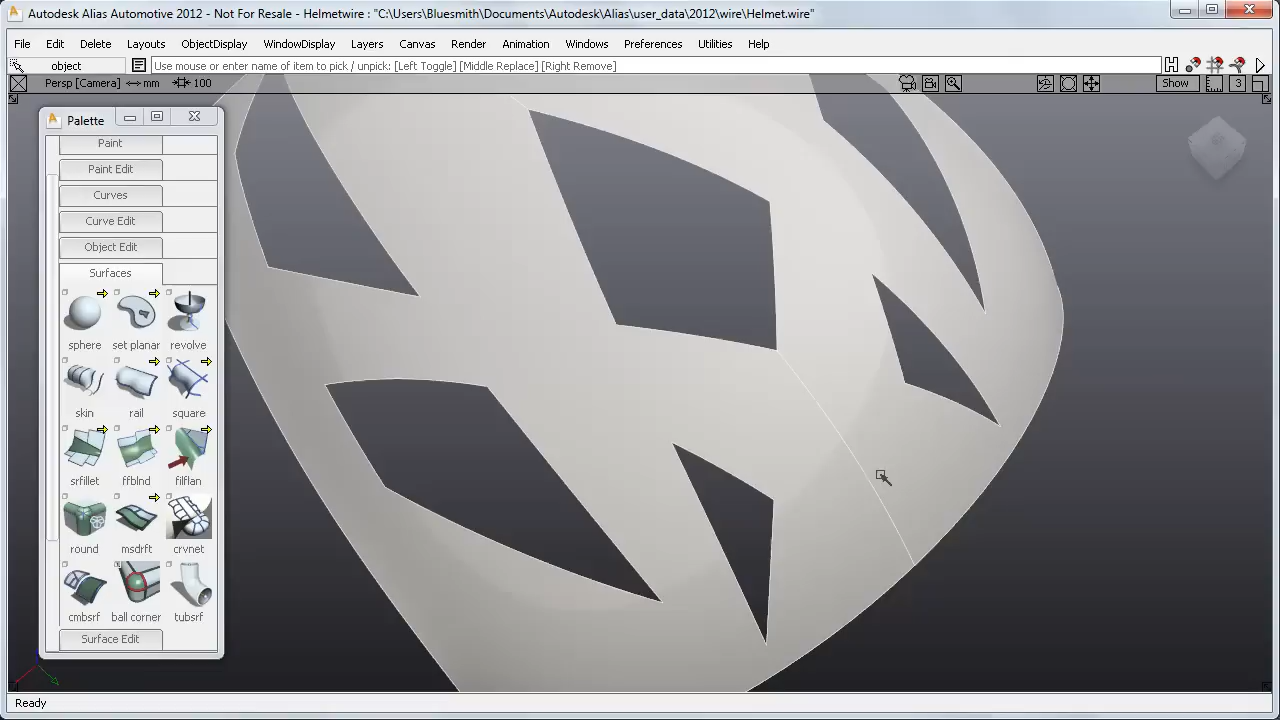 Autodesk Alias Automotive 2012 - Not For Resale - Helmetwire : "C:\Users\Bluesmith\Documents\Autodesk\Alias\user_data\2012\wire\Helmet.wire"
File Edit Delete Layouts ObjectDisplay WindowDisplay Layers Canvas Render Animation Windows Preferences Utilities Help
object Use mouse or enter name of item to pick / unpick: [Left Toggle] [Middle Replace] [Right Remove]
Persp [Camera] mm 100 Show 3
Palette
Paint
Paint Edit
Curves
Curve Edit
Object Edit
Surfaces
sphere set planar revolve
skin rail square
srfillet ffblnd filflan
round msdrft crvnet
cmbsrf ball corner tubsrf
Surface Edit
Ready